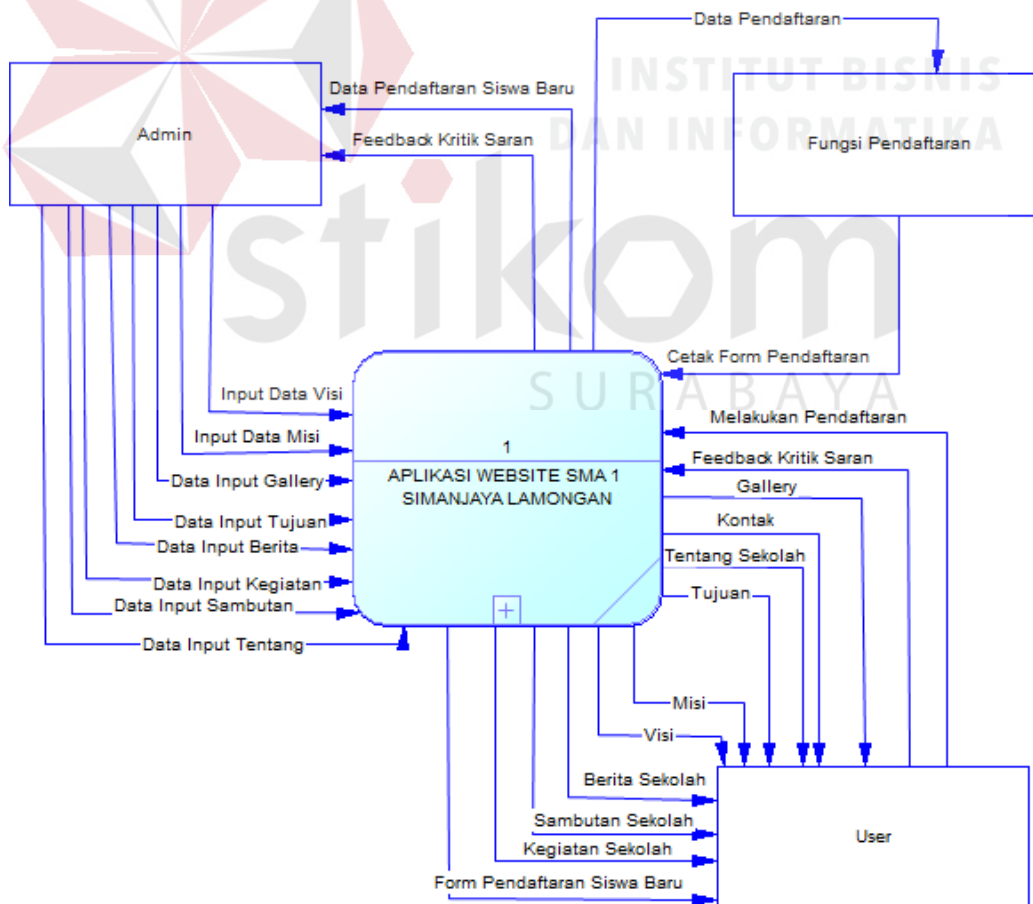 Data Pendaftaran
INSTITUT BISNIS
DAN INFORMATIKA
stikom
SURABAYA
Admin
Data Pendaftaran Siswa Baru
Feedback Kritik Saran
Fungsi Pendaftaran
Cetak Form Pendaftaran
Input Data Visi
Melakukan Pendaftaran
Input Data Misi
1
APLIKASI WEBSITE SMA 1
SIMANJAYA LAMONGAN
Feedback Kritik Saran
Data Input Gallery
Gallery
Data Input Tujuan
Kontak
Data Input Berita
Tentang Sekolah
Data Input Kegiatan
Tujuan
Data Input Sambutan
Data Input Tentang
Misi
Visi
Berita Sekolah
Sambutan Sekolah
User
Kegiatan Sekolah
Form Pendaftaran Siswa Baru